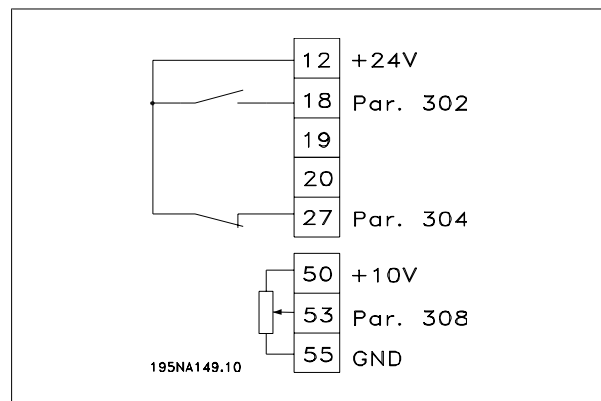 12 +24V
18 Par. 302
19
20
27 Par. 304
50 +10V
53 Par. 308
55 GND
195NA149.10